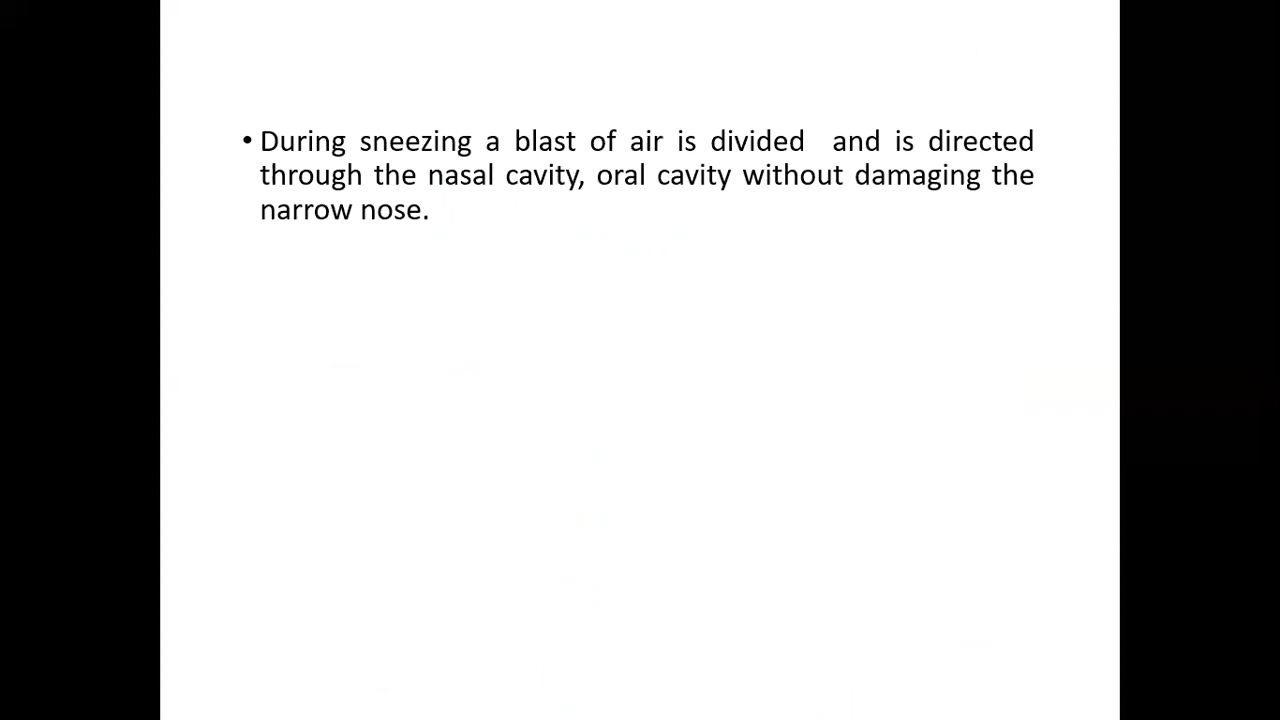 • During sneezing a blast of air is divided  and is directed
through the nasal cavity, oral cavity without damaging the
narrow nose.